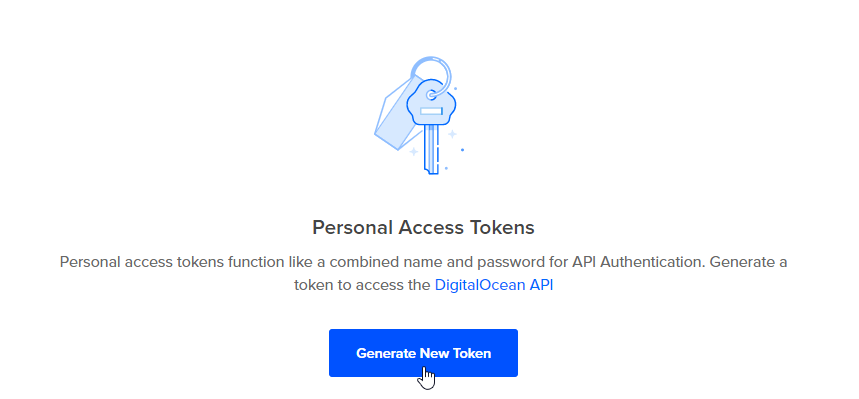 Personal Access Tokens
Personal access tokens function like a combined name and password for API Authentication. Generate a
token to access the DigitalOcean API
Generate New Token